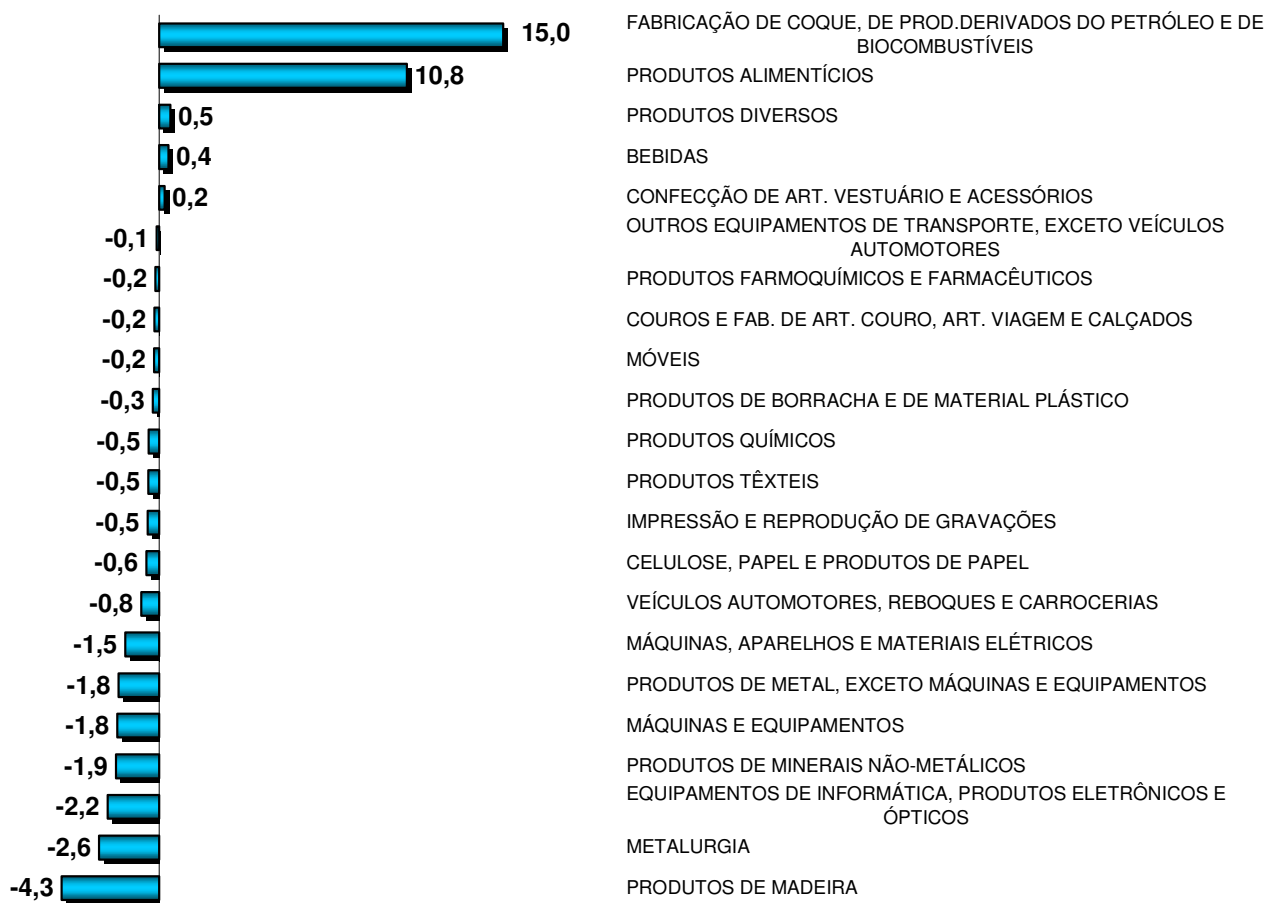 15,0
FABRICAÇÃO DE COQUE, DE PROD.DERIVADOS DO PETRÓLEO E DE
BIOCOMBUSTÍVEIS
10,8
PRODUTOS ALIMENTÍCIOS
0,5
PRODUTOS DIVERSOS
0,4
BEBIDAS
0,2
CONFECÇÃO DE ART. VESTUÁRIO E ACESSÓRIOS
-0,1
OUTROS EQUIPAMENTOS DE TRANSPORTE, EXCETO VEÍCULOS
AUTOMOTORES
-0,2
PRODUTOS FARMOQUÍMICOS E FARMACÊUTICOS
-0,2
COUROS E FAB. DE ART. COURO, ART. VIAGEM E CALÇADOS
-0,2
MÓVEIS
-0,3
PRODUTOS DE BORRACHA E DE MATERIAL PLÁSTICO
-0,5
PRODUTOS QUÍMICOS
-0,5
PRODUTOS TÊXTEIS
-0,5
IMPRESSÃO E REPRODUÇÃO DE GRAVAÇÕES
-0,6
CELULOSE, PAPEL E PRODUTOS DE PAPEL
-0,8
VEÍCULOS AUTOMOTORES, REBOQUES E CARROCERIAS
-1,5
MÁQUINAS, APARELHOS E MATERIAIS ELÉTRICOS
-1,8
PRODUTOS DE METAL, EXCETO MÁQUINAS E EQUIPAMENTOS
-1,8
MÁQUINAS E EQUIPAMENTOS
-1,9
PRODUTOS DE MINERAIS NÃO-METÁLICOS
-2,2
EQUIPAMENTOS DE INFORMÁTICA, PRODUTOS ELETRÔNICOS E
ÓPTICOS
-2,6
METALURGIA
-4,3
PRODUTOS DE MADEIRA